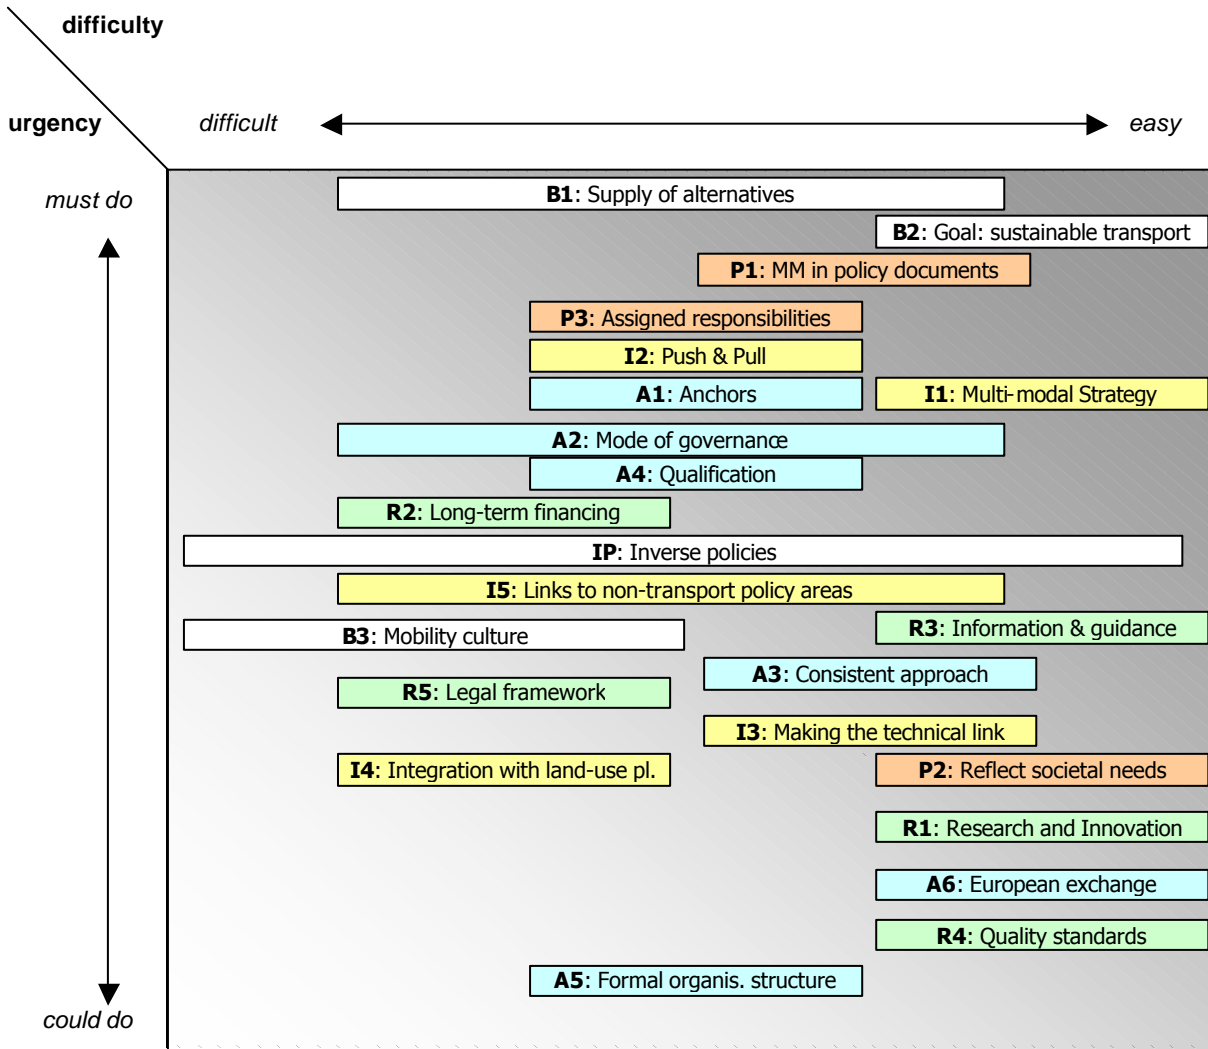 difficulty
urgency
difficult
easy
must do
B1: Supply of alternatives
B2: Goal: sustainable transport
P1: MM in policy documents
P3: Assigned responsibilities
I2: Push & Pull
A1: Anchors
I1: Multi-modal Strategy
A2: Mode of governance
A4: Qualification
R2: Long-term financing
IP: Inverse policies
I5: Links to non-transport policy areas
R3: Information & guidance
B3: Mobility culture
A3: Consistent approach
R5: Legal framework
I3: Making the technical link
I4: Integration with land-use pl.
P2: Reflect societal needs
R1: Research and Innovation
A6: European exchange
R4: Quality standards
A5: Formal organis. structure
could do